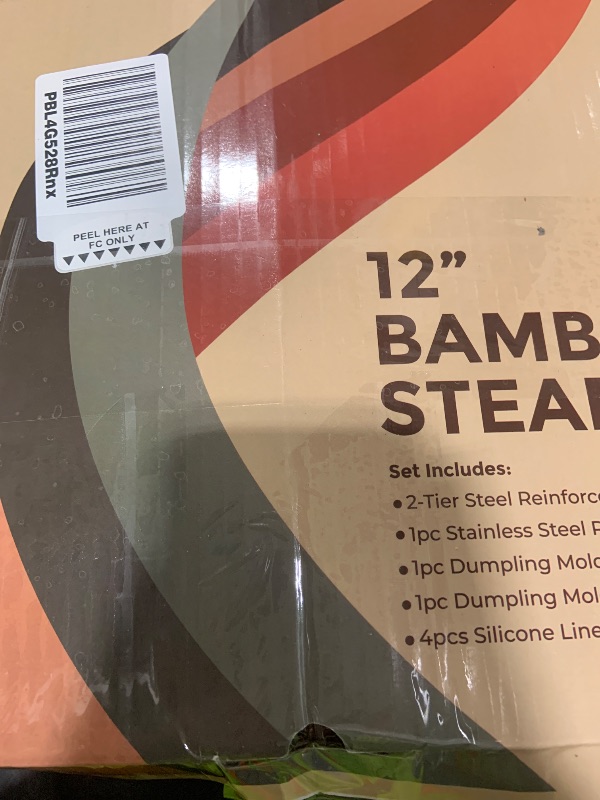 PBL4G528Rnx
PEEL HERE AT
FC ONLY
12”
BAMB
STEA
Set Includes:
•2-Tier Steel Reinforc
•1pc Stainless Steel
•1pc Dumpling Mold
•1pc Dumpling Mol
•4pcs Silicone Line